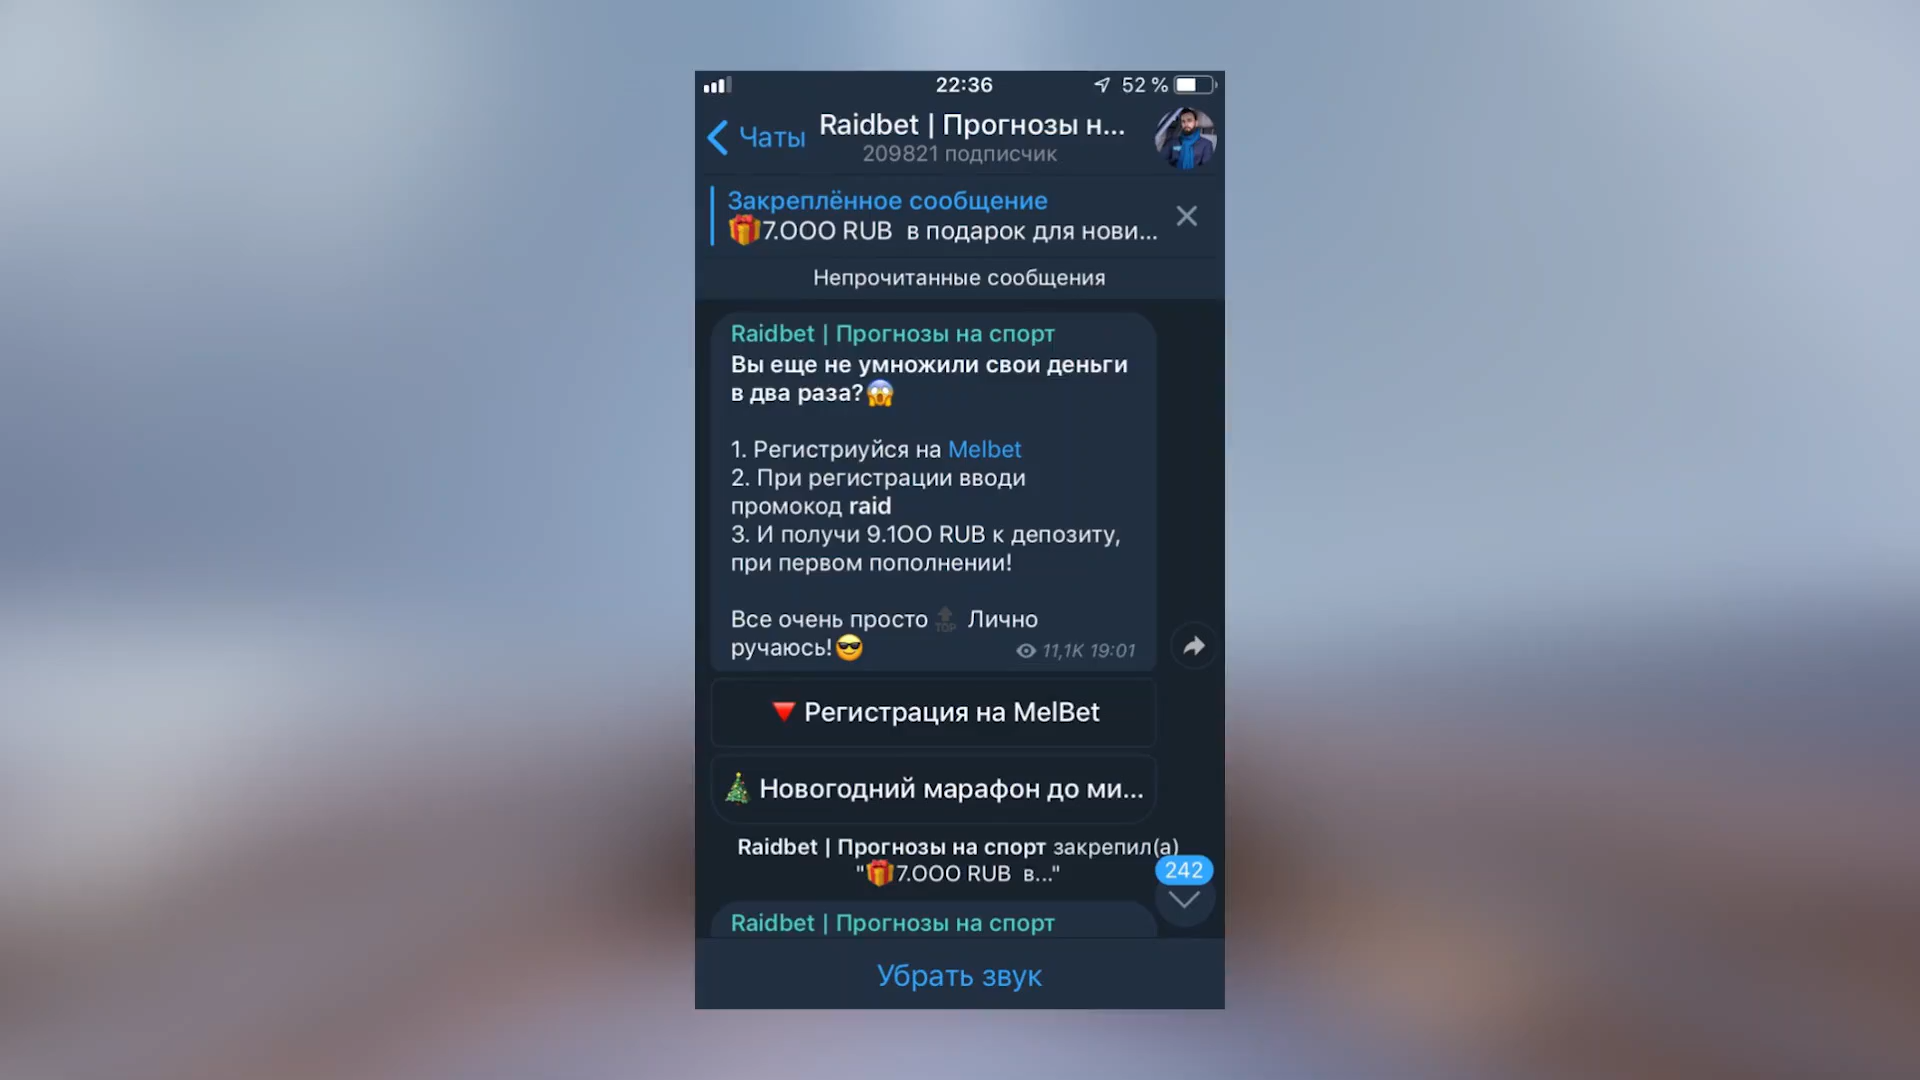 22:36
52 %
Чаты
Raidbet | Прогнозы н...
209821 подписчик
Закреплённое сообщение
🎁7.OOO RUB в подарок для нови...
Непрочитанные сообщения
Raidbet | Прогнозы на спорт
Вы еще не умножили свои деньги
в два раза?😱
1. Регистриуйся на Melbet
2. При регистрации вводи
промокод raid
3. И получи 9.1OO RUB к депозиту,
при первом пополнении!
Все очень просто🔝 Лично
ручаюсь!😎
11,1K 19:01
🔻 Регистрация на MelBet
🎄 Новогодний марафон до ми...
Raidbet | Прогнозы на спорт закрепил(а)
"🎁7.OOO RUB в..."
242
Raidbet | Прогнозы на спорт
Убрать звук